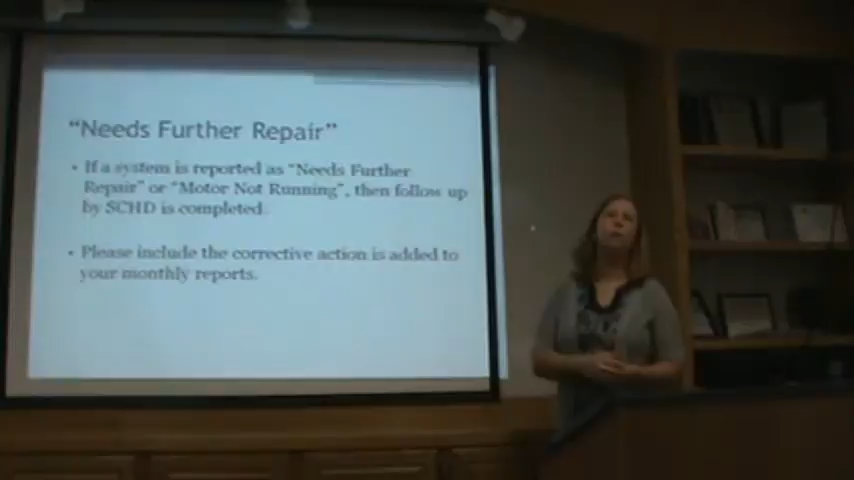 “Needs Further Repair”
• If a system is reported as “Needs Further
Repair” or “Motor Not Running”, then follow up
by SCHD is completed.
• Please include the corrective action is added to
your monthly reports.